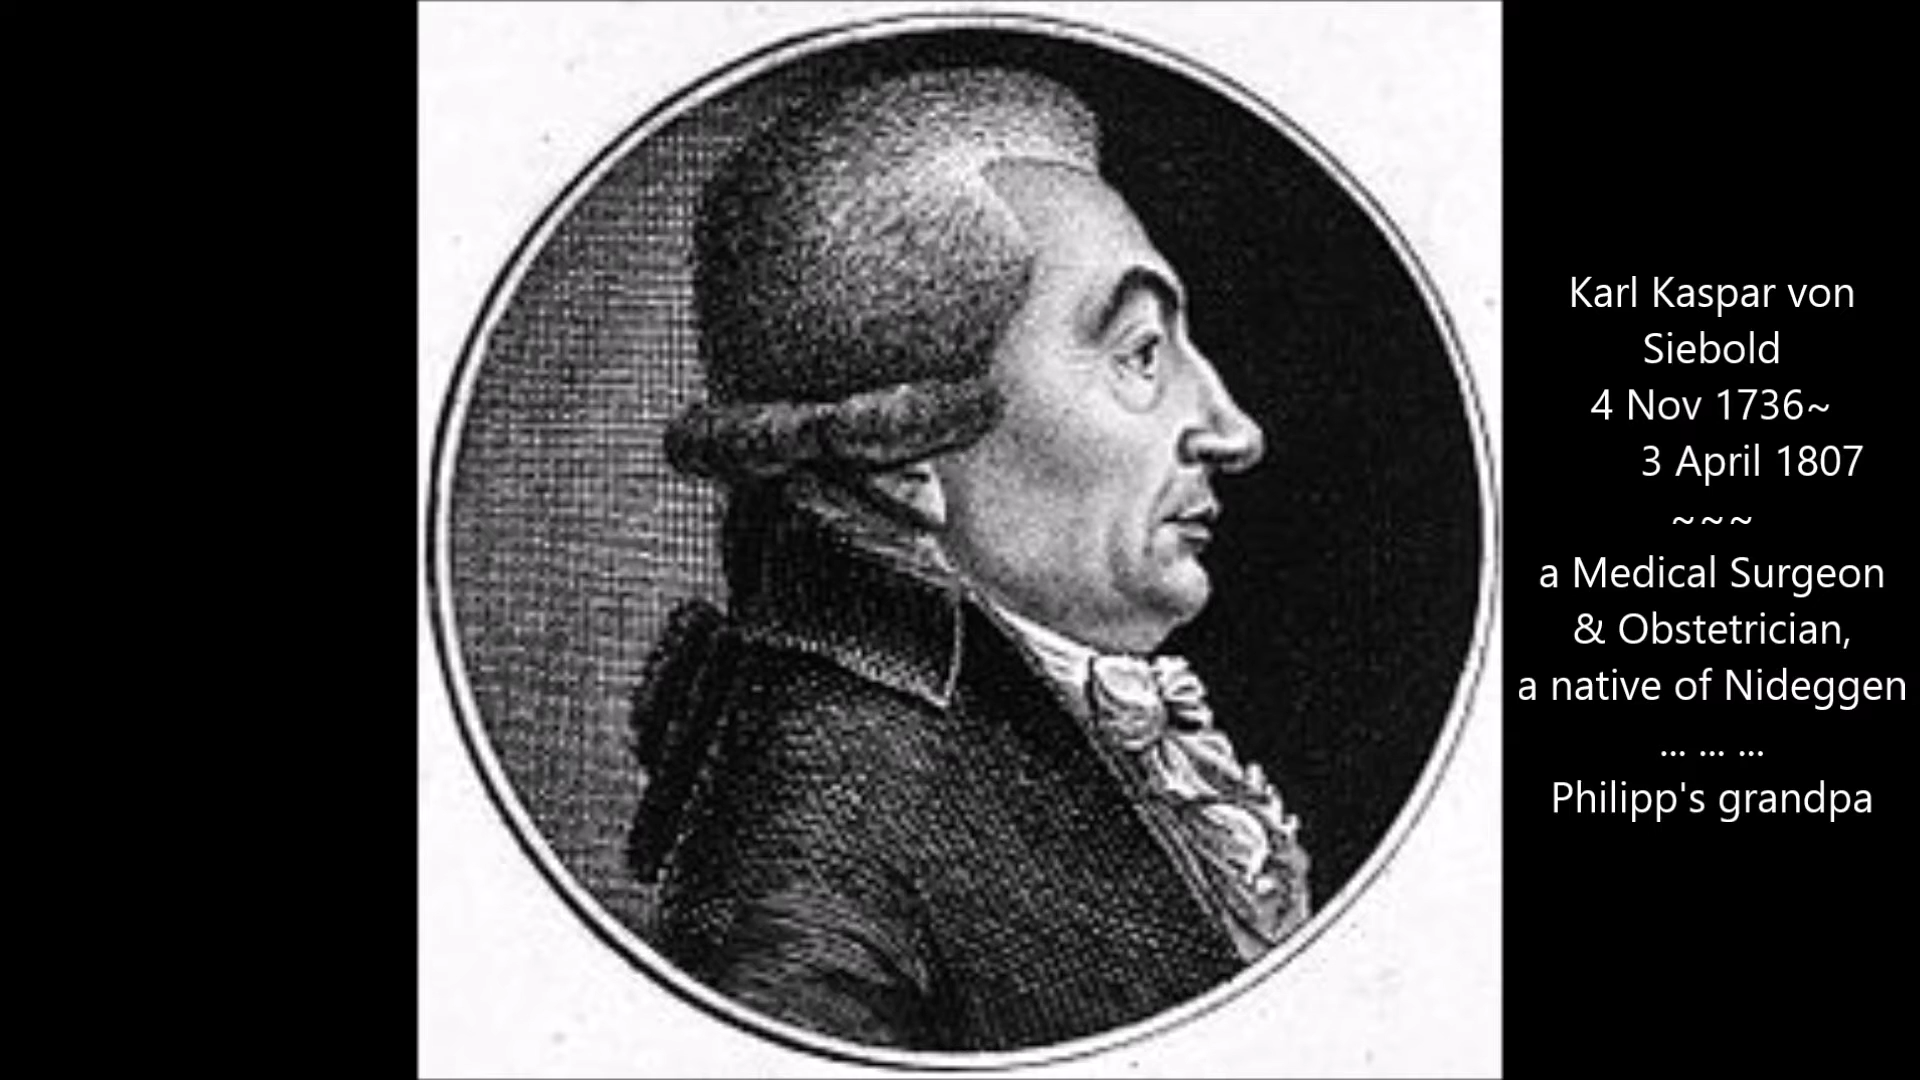 Karl Kaspar von
Siebold
4 Nov 1736~
3 April 1807
~~~
a Medical Surgeon
& Obstetrician,
a native of Nideggen
... ... ...
Philipp's grandpa